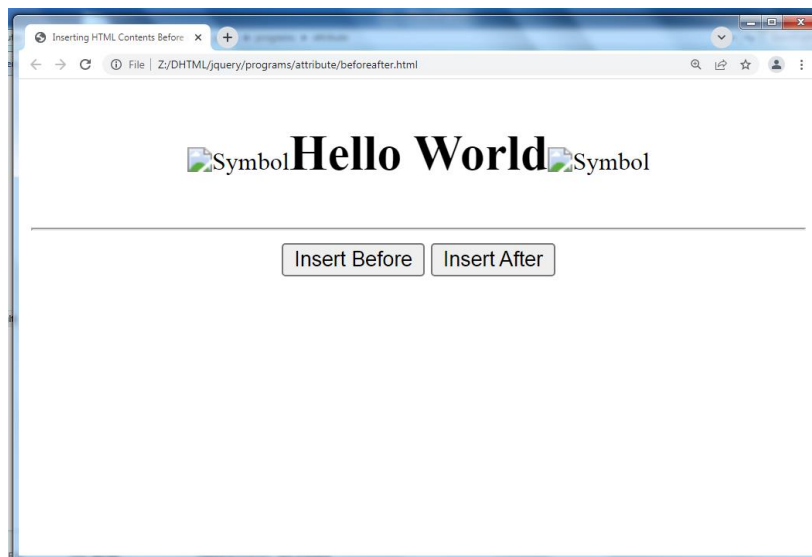 Inserting HTML Contents Before
File | Z:/DHTML/jquery/programs/attribute/beforeafter.html
SymbolHello WorldSymbol
Insert Before Insert After